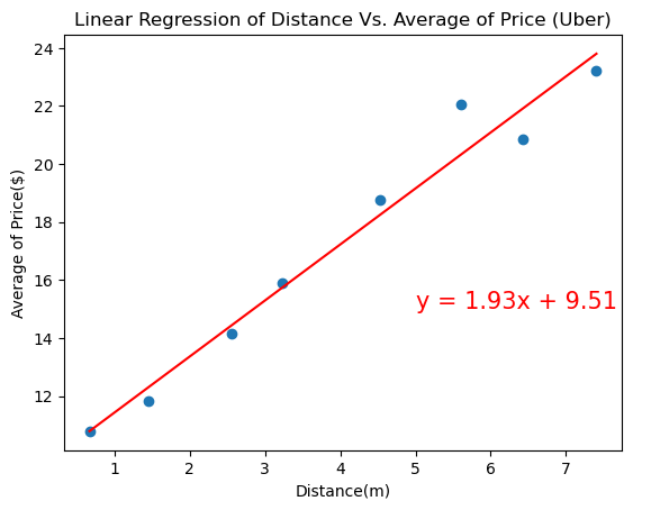 Linear Regression of Distance Vs. Average of Price (Uber)
24
22
20
18
16
14
12
Average of Price($)
y = 1.93x + 9.51
1 2 3 4 5 6 7
Distance(m)